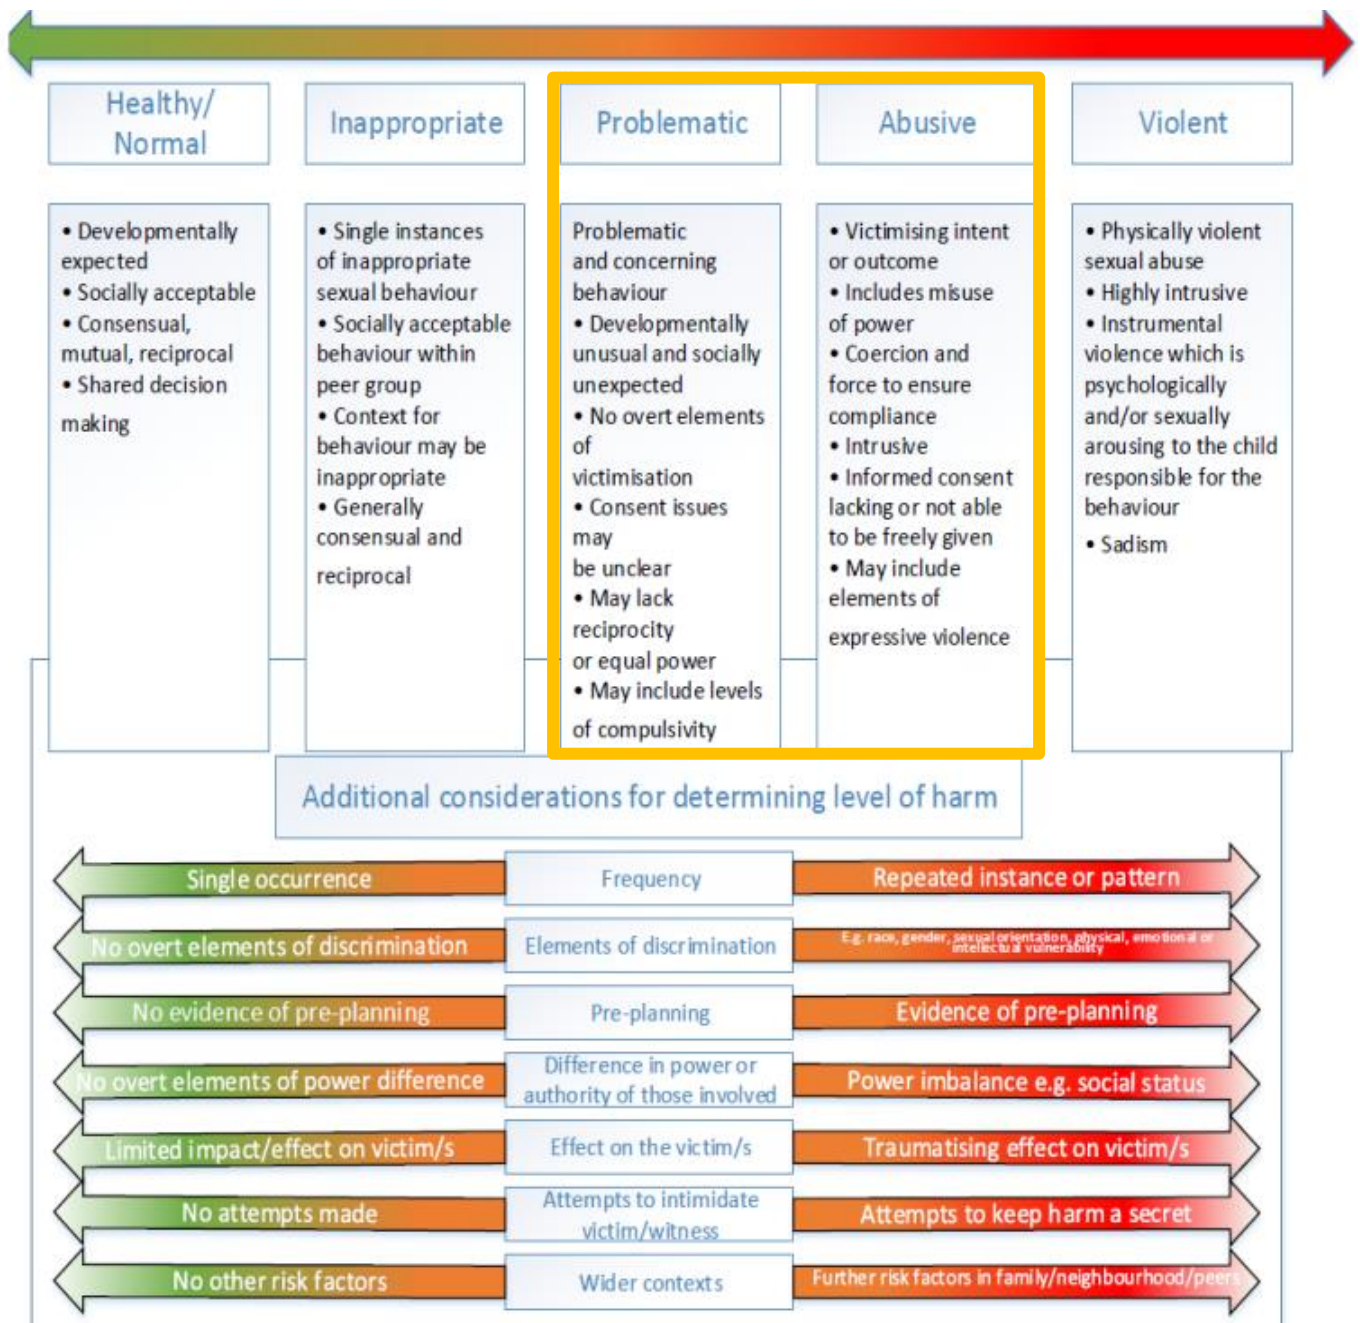 Healthy/
Normal
Inappropriate
Problematic
Abusive
Violent
• Developmentally
expected
• Socially acceptable
• Consensual,
mutual, reciprocal
• Shared decision
making
• Single instances
of inappropriate
sexual behaviour
• Socially acceptable
behaviour within
peer group
• Context for
behaviour may be
inappropriate
• Generally
consensual and
reciprocal
Problematic
and concerning
behaviour
• Developmentally
unusual and socially
unexpected
• No overt elements
of
victimisation
• Consent issues
may
be unclear
• May lack
reciprocity
or equal power
• May include levels
of compulsivity
• Victimising intent
or outcome
• Includes misuse
of power
• Coercion and
force to ensure
compliance
• Intrusive
• Informed consent
lacking or not able
to be freely given
• May include
elements of
expressive violence
• Physically violent
sexual abuse
• Highly intrusive
• Instrumental
violence which is
psychologically
and/or sexually
arousing to the child
responsible for the
behaviour
• Sadism
Additional considerations for determining level of harm
Single occurrence
Frequency
Repeated instance or pattern
No overt elements of discrimination
Elements of discrimination
E.g. race, gender, sexual orientation, physical, emotional or
intellectual vulnerability
No evidence of pre-planning
Pre-planning
Evidence of pre-planning
No overt elements of power difference
Difference in power or
authority of those involved
Power imbalance e.g. social status
Limited impact/effect on victim/s
Effect on the victim/s
Traumatising effect on victim/s
No attempts made
Attempts to intimidate
victim/witness
Attempts to keep harm a secret
No other risk factors
Wider contexts
Further risk factors in family/neighbourhood/peers